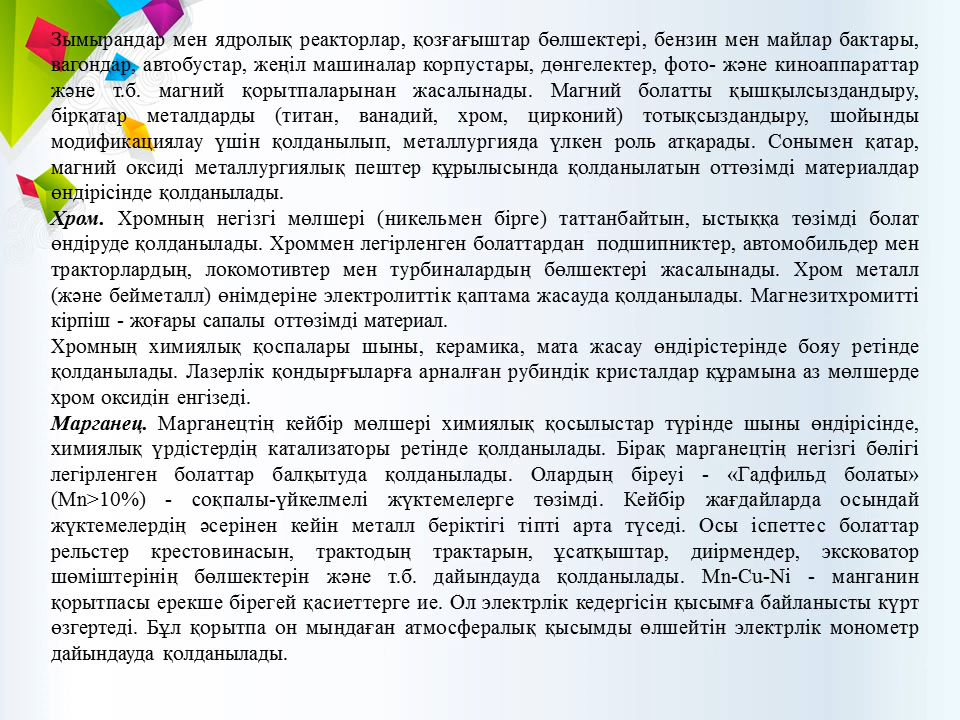 Зымырандар мен ядролық реакторлар, қозғағыштар бөлшектері, бензин мен майлар бактары,
вагондар, автобустар, жеңіл машиналар корпустары, дөнгелектер, фото- және киноаппараттар
және т.б. магний қорытпаларынан жасалынады. Магний болатты қышқылсыздандыру,
бірқатар металдарды (титан, ванадий, хром, цирконий) тотықсыздандыру, шойынды
модификациялау үшін қолданылып, металлургияда үлкен роль атқарады. Сонымен қатар,
магний оксиді металлургиялық пештер құрылысында қолданылатын оттөзімді материалдар
өндірісінде қолданылады.
Хром. Хромның негізгі мөлшері (никельмен бірге) таттанбайтын, ыстыққа төзімді болат
өндіруде қолданылады. Хроммен легірленген болаттардан подшипниктер, автомобильдер мен
тракторлардың, локомотивтер мен турбиналардың бөлшектері жасалынады. Хром металл
(және бейметалл) өнімдеріне электролиттік қаптама жасауда қолданылады. Магнезитхромитті
кірпіш - жоғары сапалы оттөзімді материал.
Хромның химиялық қоспалары шыны, керамика, мата жасау өндірістерінде бояу ретінде
қолданылады. Лазерлік қондырғыларға арналған рубиндік кристалдар құрамына аз мөлшерде
хром оксидін енгізеді.
Марганец. Марганецтің кейбір мөлшері химиялық қосылыстар түрінде шыны өндірісінде,
химиялық үрдістердің катализаторы ретінде қолданылады. Бірақ марганецтің негізгі бөлігі
легірленген болаттар балқытуда қолданылады. Олардың біреуі - «Гадфильд болаты»
(Mn>10%) - соқпалы-үйкелмелі жүктемелерге төзімді. Кейбір жағдайларда осындай
жүктемелердің әсерінен кейін металл беріктігі тіпті арта түседі. Осы іспеттес болаттар
рельстер крестовинасын, трактодың трактарын, ұсатқыштар, диірмендер, эксковатор
шөміштерінің бөлшектерін және т.б. дайындауда қолданылады. Mn-Cu-Ni - манганин
қорытпасы ерекше бірегей қасиеттерге ие. Ол электрлік кедергісін қысымға байланысты күрт
өзгертеді. Бұл қорытпа он мыңдаған атмосфералық қысымды өлшейтін электрлік монометр
дайындауда қолданылады.